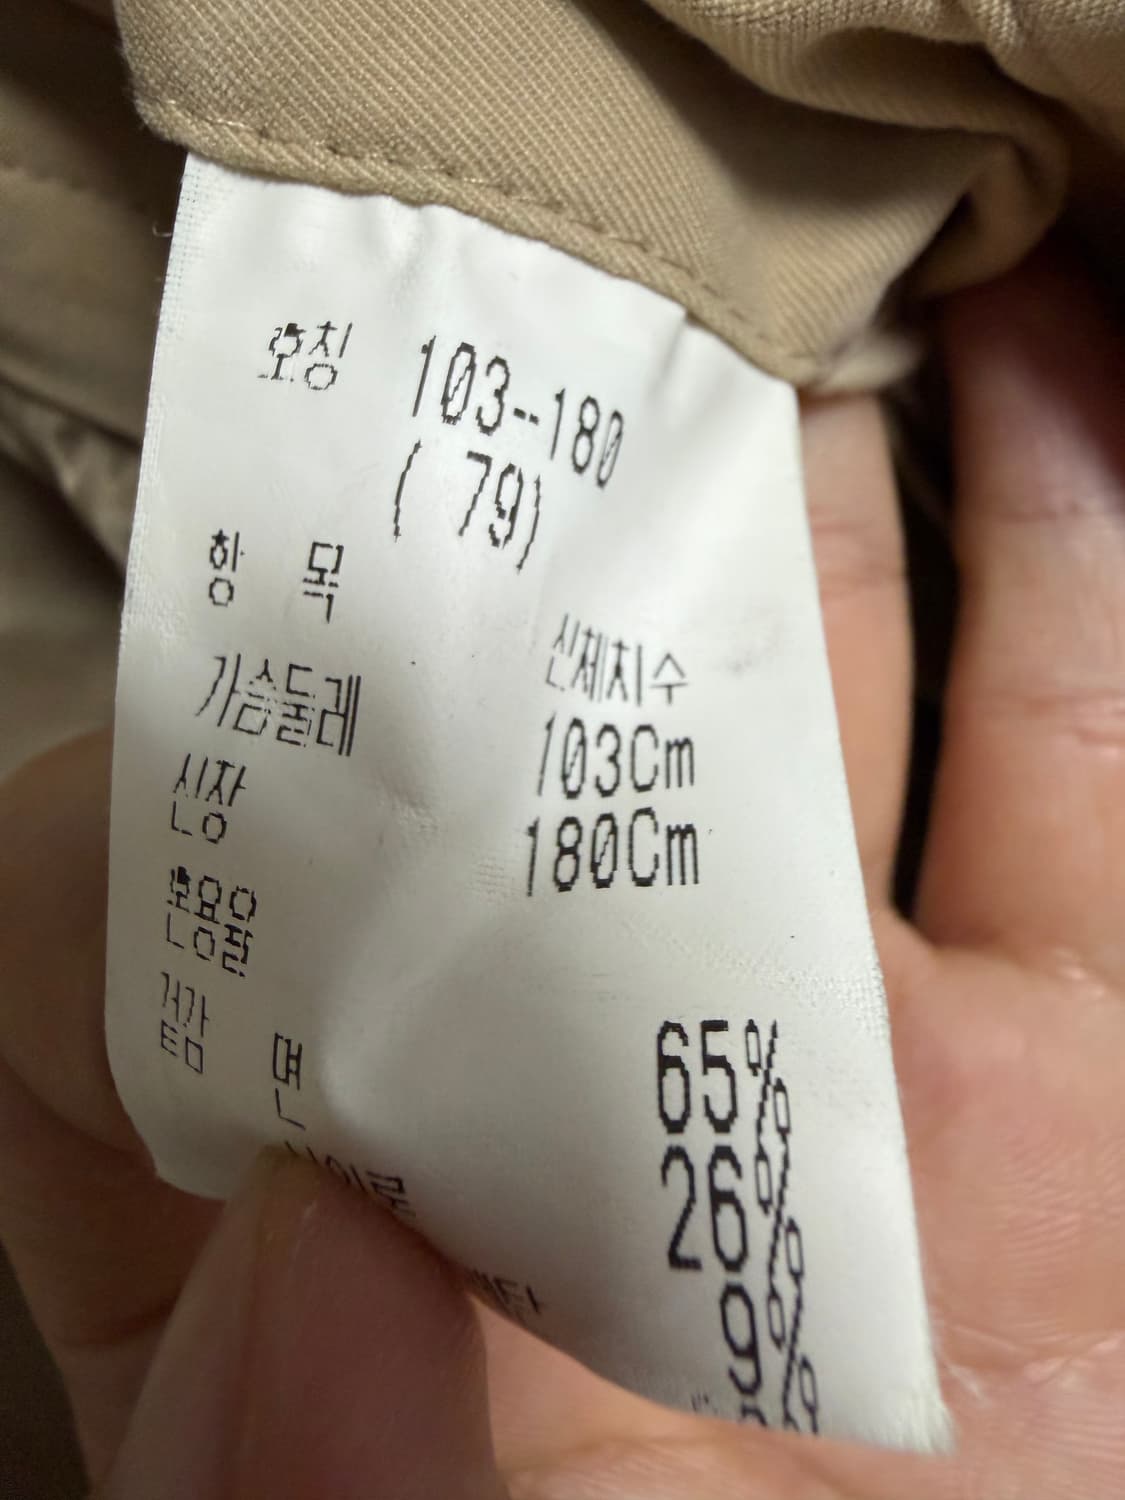 호칭 103-180
( 79)
항 목 신체치수
가슴둘레 103Cm
신장 180Cm
혼용율
겉감 면 65%
26%
9%